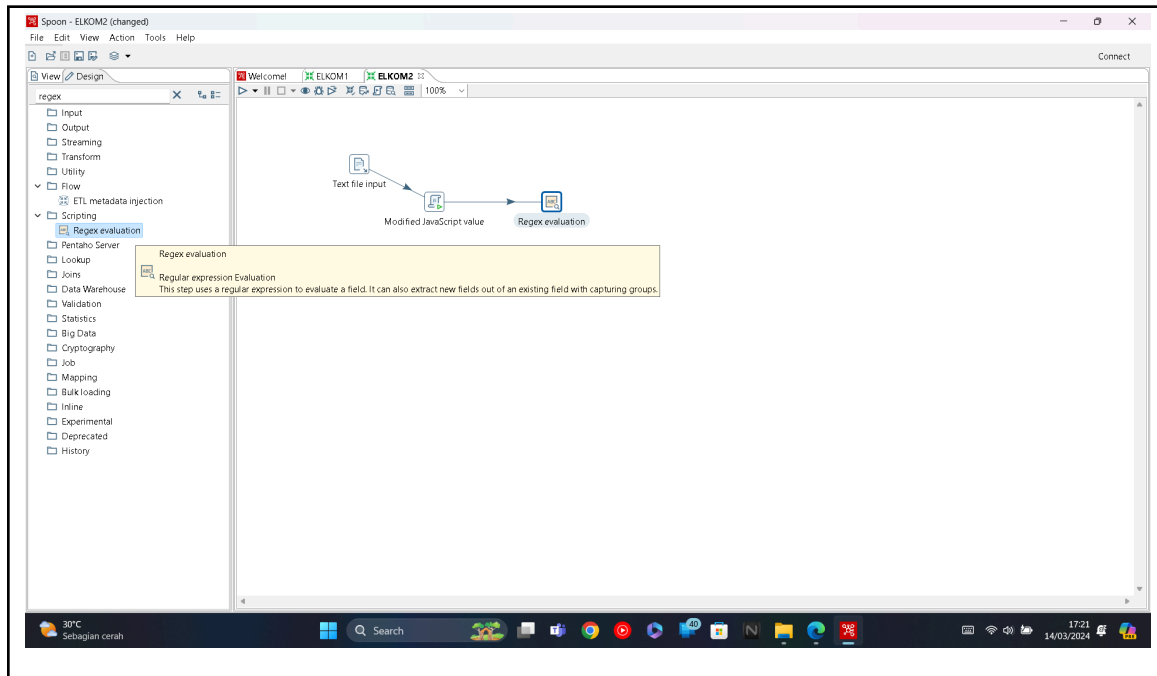 Spoon - ELKOM2 (changed)
File Edit View Action Tools Help
Connect
View Design
Welcome! ELKOM1 ELKOM2
regex
100%
Input
Output
Streaming
Transform
Utility
Flow
ETL metadata injection
Scripting
Regex evaluation
Pentaho Server
Lookup
Joins
Data Warehouse
Validation
Statistics
Big Data
Cryptography
Job
Mapping
Bulk loading
Inline
Experimental
Deprecated
History
Text file input
Modified JavaScript value
Regex evaluation
Regex evaluation
Regular expression Evaluation
This step uses a regular expression to evaluate a field. It can also extract new fields out of an existing field with capturing groups.
30°C
Sebagian cerah
Search
40
17:21
14/03/2024